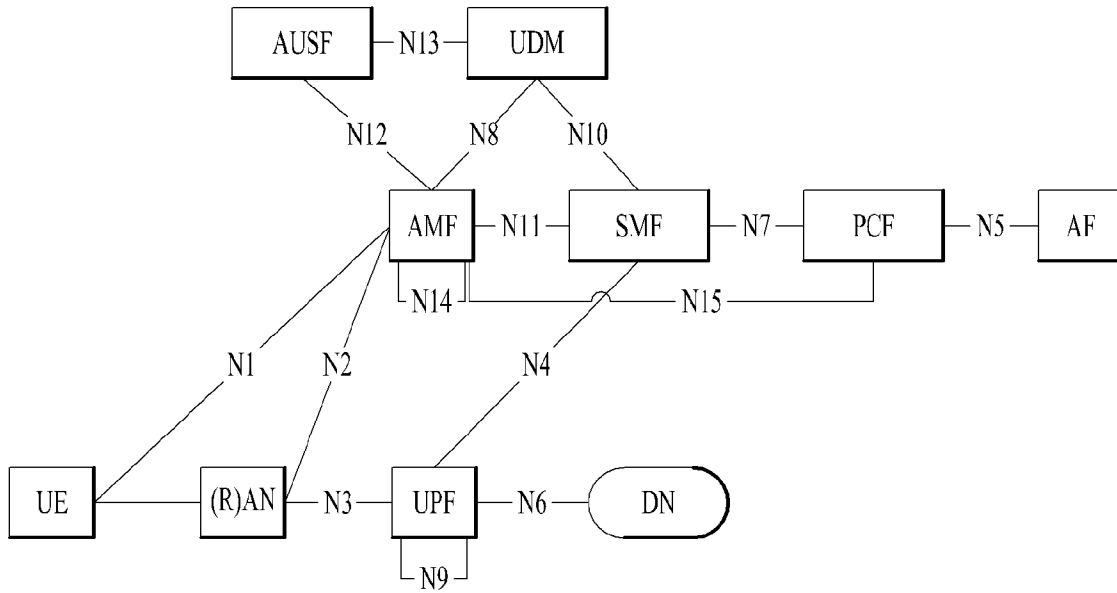 AUSF
N13
UDM
N12
N8
N10
AMF
N11
SMF
N7
PCF
N5
AF
N14
N15
N1
N2
N4
UE
(R)AN
N3
UPF
N6
DN
N9